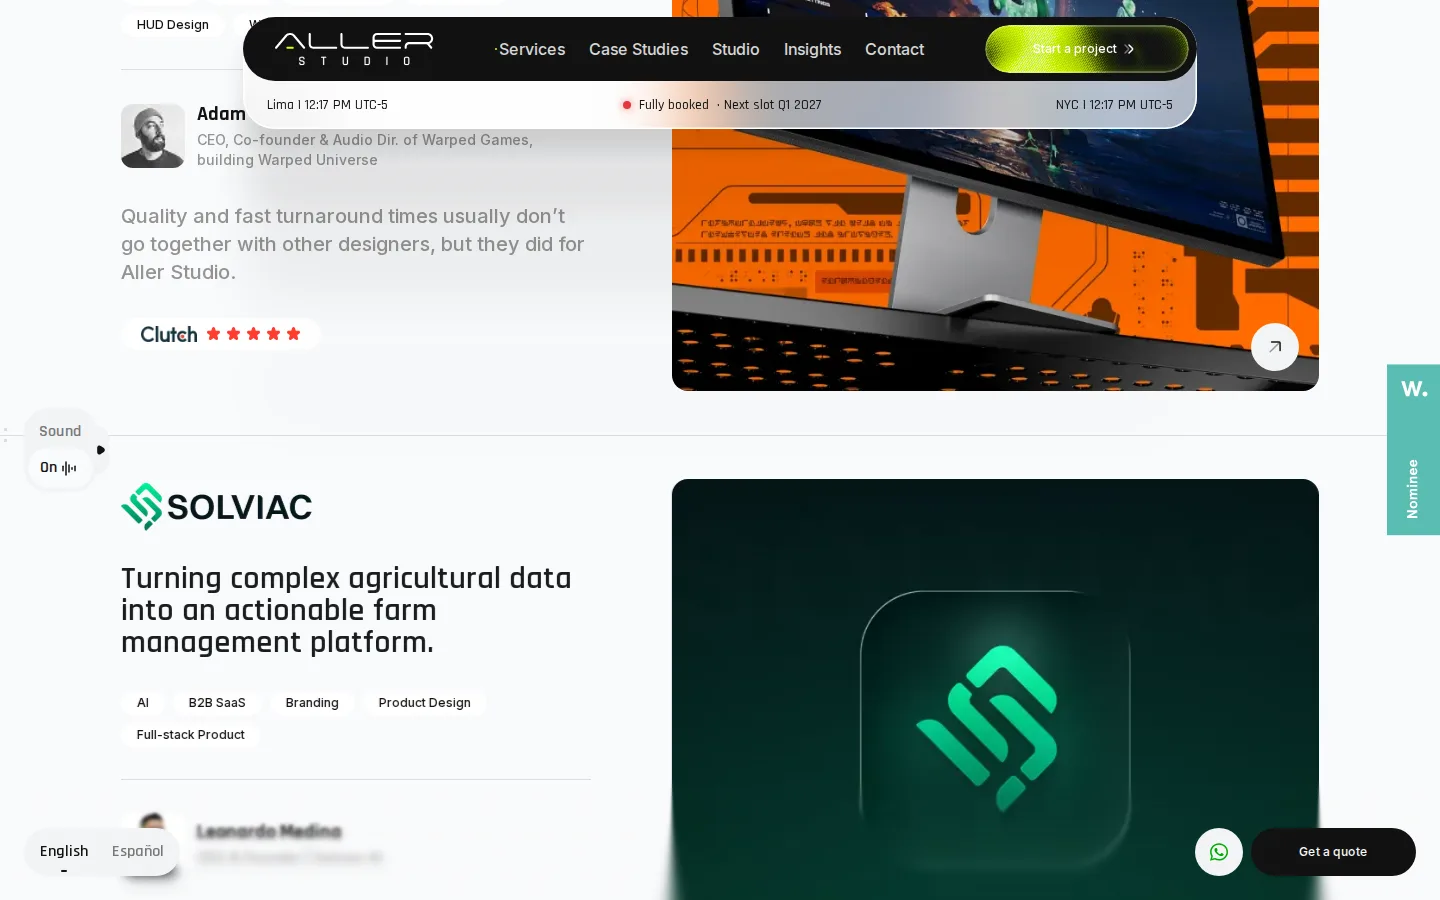 HUD Design
ALLER
STUDIO
Services
Case Studies
Studio
Insights
Contact
Start a project
Lima | 12:17 PM UTC-5
Fully booked · Next slot Q1 2027
NYC | 12:17 PM UTC-5
Adam
CEO, Co-founder & Audio Dir. of Warped Games,
building Warped Universe
Quality and fast turnaround times usually don’t
go together with other designers, but they did for
Aller Studio.
Clutch
Sound
On
W.
Nominee
SOLVIAC
Turning complex agricultural data
into an actionable farm
management platform.
AI
B2B SaaS
Branding
Product Design
Full-stack Product
Leonardo Medina
English
Español
Get a quote